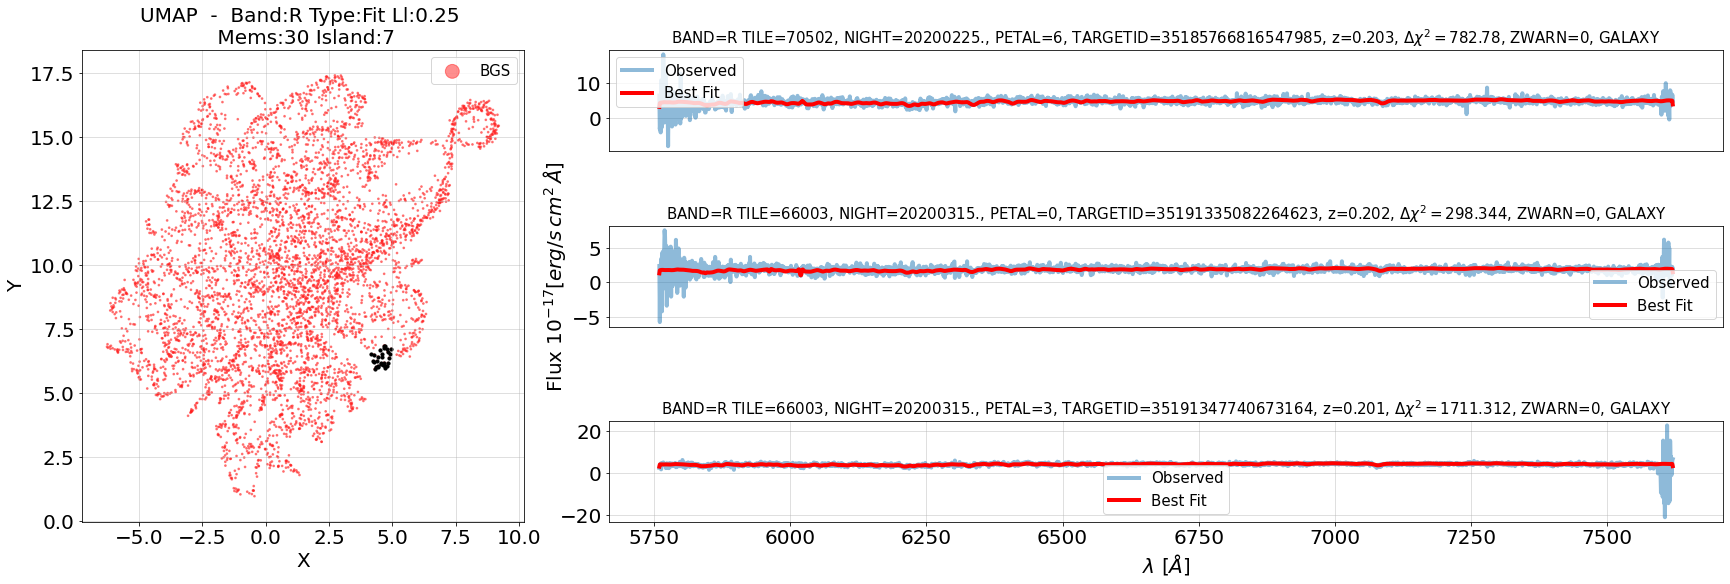 UMAP - Band:R Type:Fit Ll:0.25
Mems:30 Island:7
BGS
17.5
15.0
12.5
10.0
7.5
5.0
2.5
0.0
Y
−5.0 −2.5 0.0 2.5 5.0 7.5 10.0
X
Flux 10⁻¹⁷[erg/s cm² Å]
BAND=R TILE=70502, NIGHT=20200225., PETAL=6, TARGETID=35185766816547985, z=0.203, Δχ² = 782.78, ZWARN=0, GALAXY
Observed
Best Fit
10
0
BAND=R TILE=66003, NIGHT=20200315., PETAL=0, TARGETID=35191335082264623, z=0.202, Δχ² = 298.344, ZWARN=0, GALAXY
5
0
−5
Observed
Best Fit
BAND=R TILE=66003, NIGHT=20200315., PETAL=3, TARGETID=35191347740673164, z=0.201, Δχ² = 1711.312, ZWARN=0, GALAXY
20
0
−20
Observed
Best Fit
5750 6000 6250 6500 6750 7000 7250 7500
λ [Å]